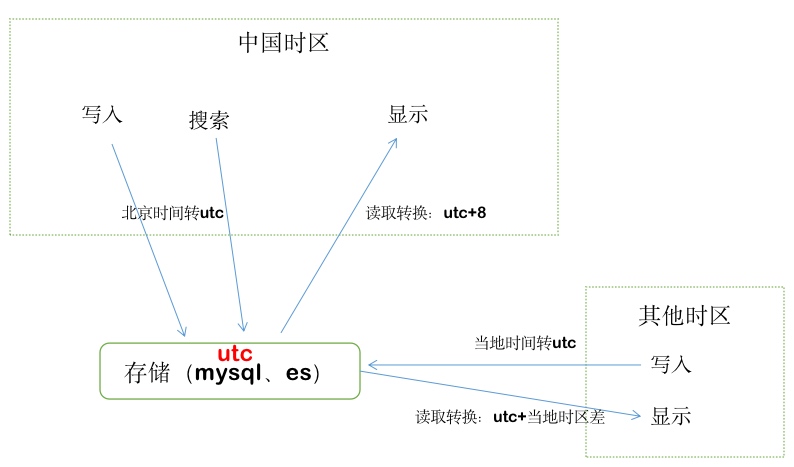 中国时区
写入
搜索
显示
北京时间转utc
读取转换：utc+8
其他时区
当地时间转utc
写入
utc
存储（mysql、es）
读取转换：utc+当地时区差
显示